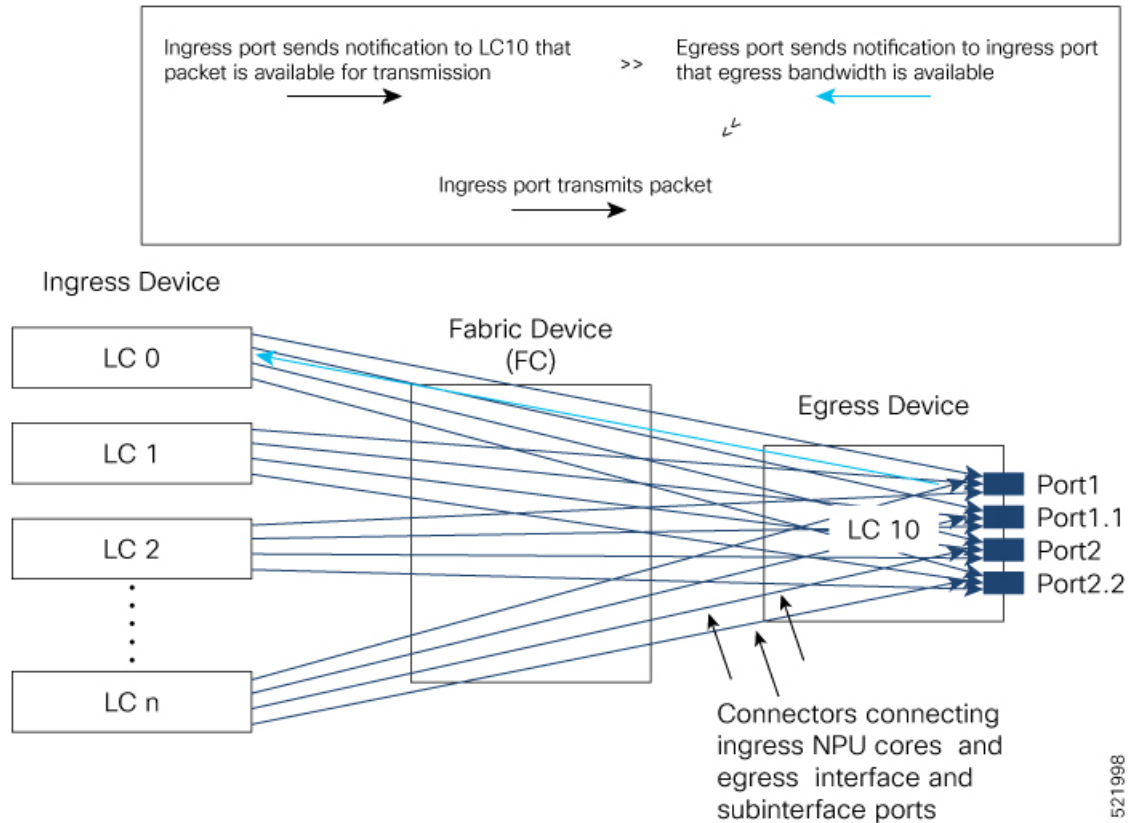 Ingress port sends notification to LC10 that
packet is available for transmission
>>
Egress port sends notification to ingress port
that egress bandwidth is available
>>
Ingress port transmits packet
Ingress Device
Fabric Device
(FC)
Egress Device
LC 0
LC 1
LC 2
LC n
LC 10
Port1
Port1.1
Port2
Port2.2
Connectors connecting
ingress NPU cores and
egress interface and
subinterface ports
521998